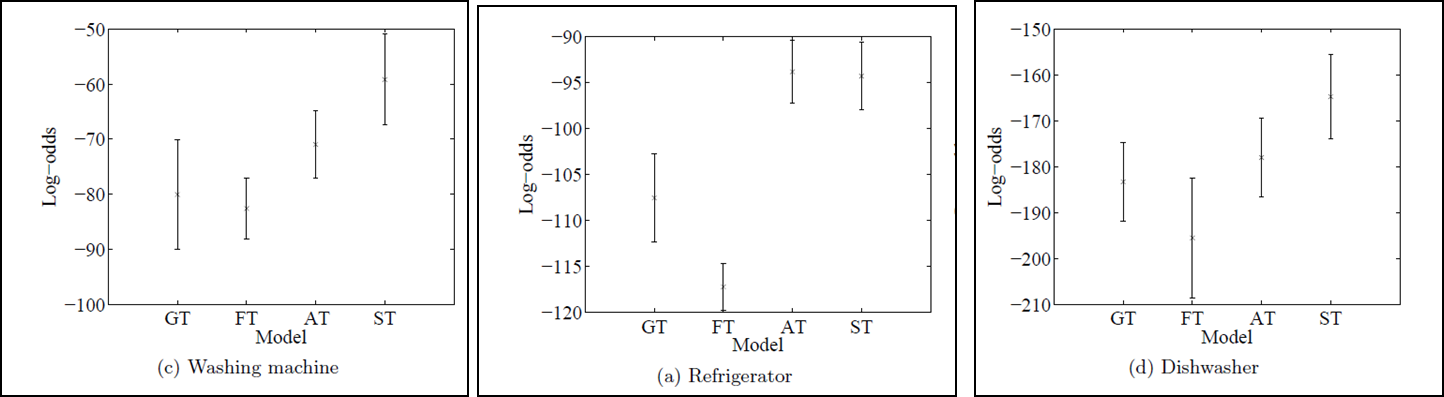 −50
−60
−70
−80
−90
−100
Log−odds
GT FT AT ST
Model
(c) Washing machine
−90
−95
−100
−105
−110
−115
−120
Log−odds
GT FT AT ST
Model
(a) Refrigerator
−150
−160
−170
−180
−190
−200
−210
Log−odds
GT FT AT ST
Model
(d) Dishwasher